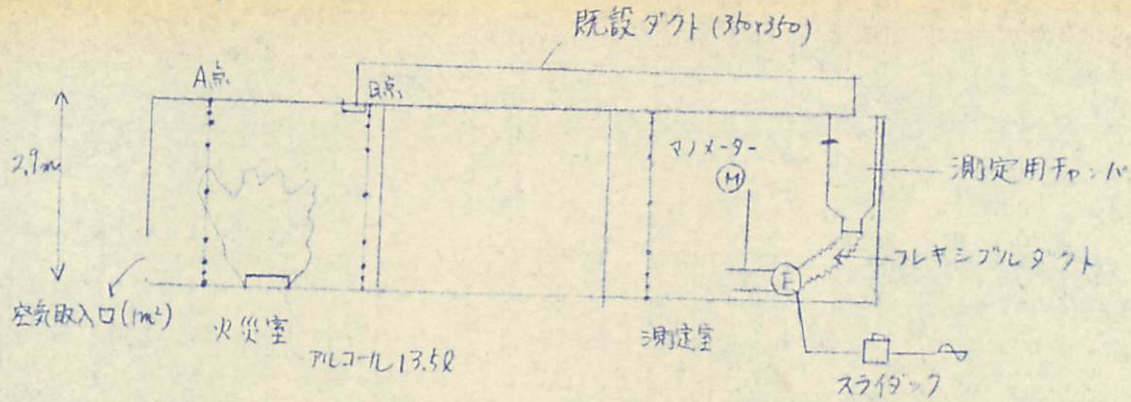 既設ダクト(350×350)
A点
B点
2.9m
マノメーター
M
測定用チャンバ
フレキシブルダクト
F
空気取入口(1m²)
火災室
アルコール13.5ℓ
測定室
スライダック